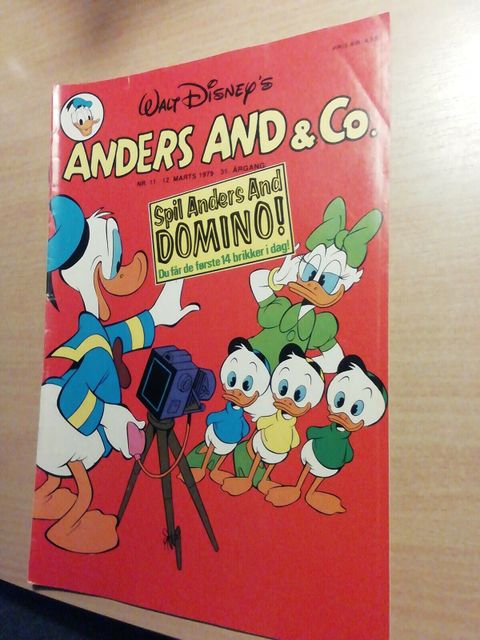 WALT DISNEY'S
ANDERS AND & Co.
NR. 11 12. MARTS 1979 31. ÅRGANG
Spil Anders And
DOMINO!
Du får de første 14 brikker i dag!